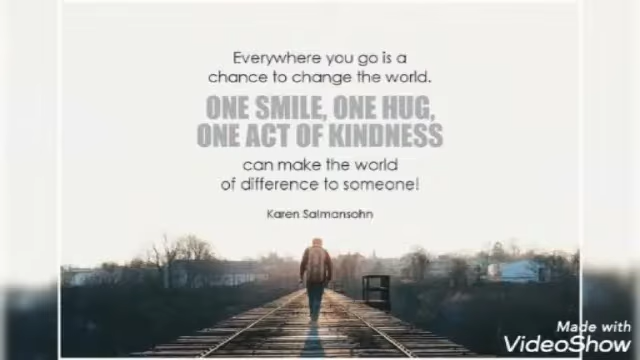 Everywhere you go is a
chance to change the world.
ONE SMILE, ONE HUG,
ONE ACT OF KINDNESS
can make the world
of difference to someone!
Karen Salmansohn
Made with
VideoShow